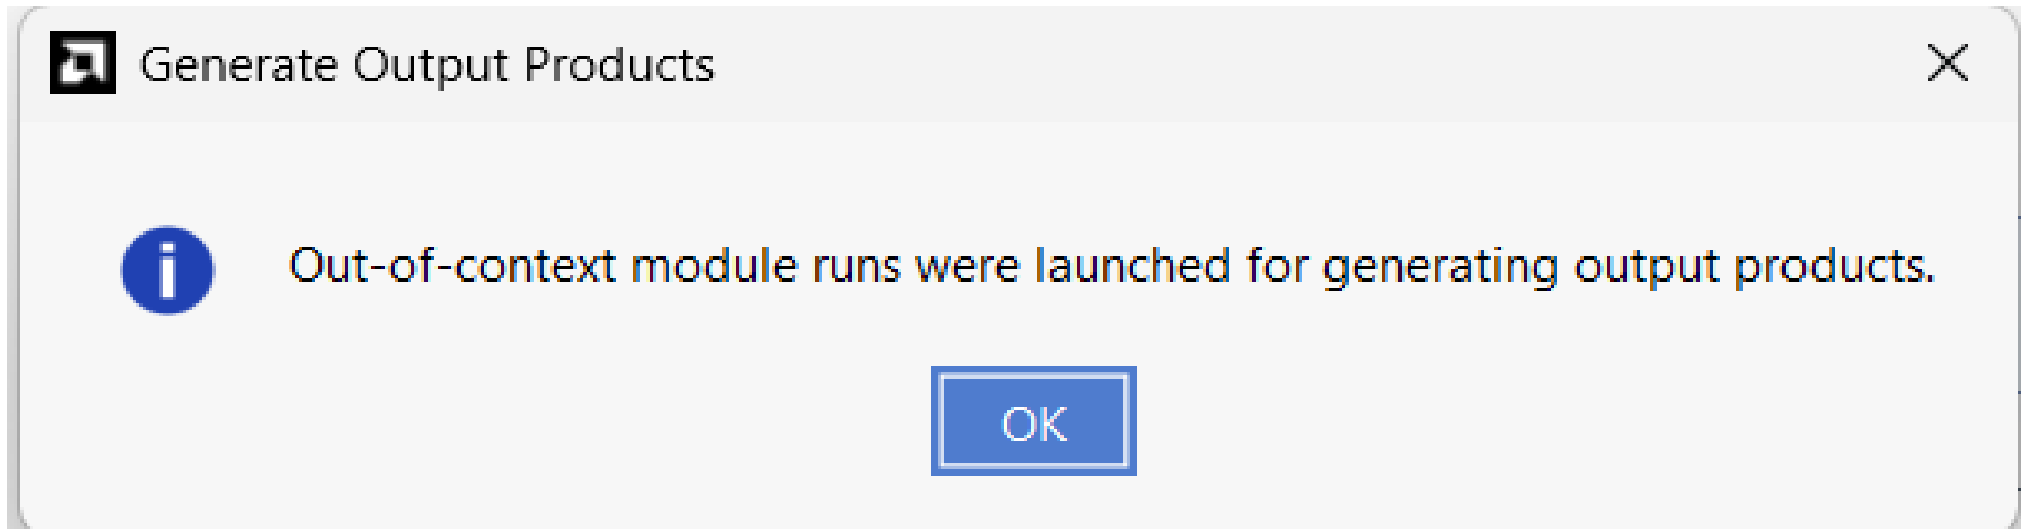 Generate Output Products
Out-of-context module runs were launched for generating output products.
OK